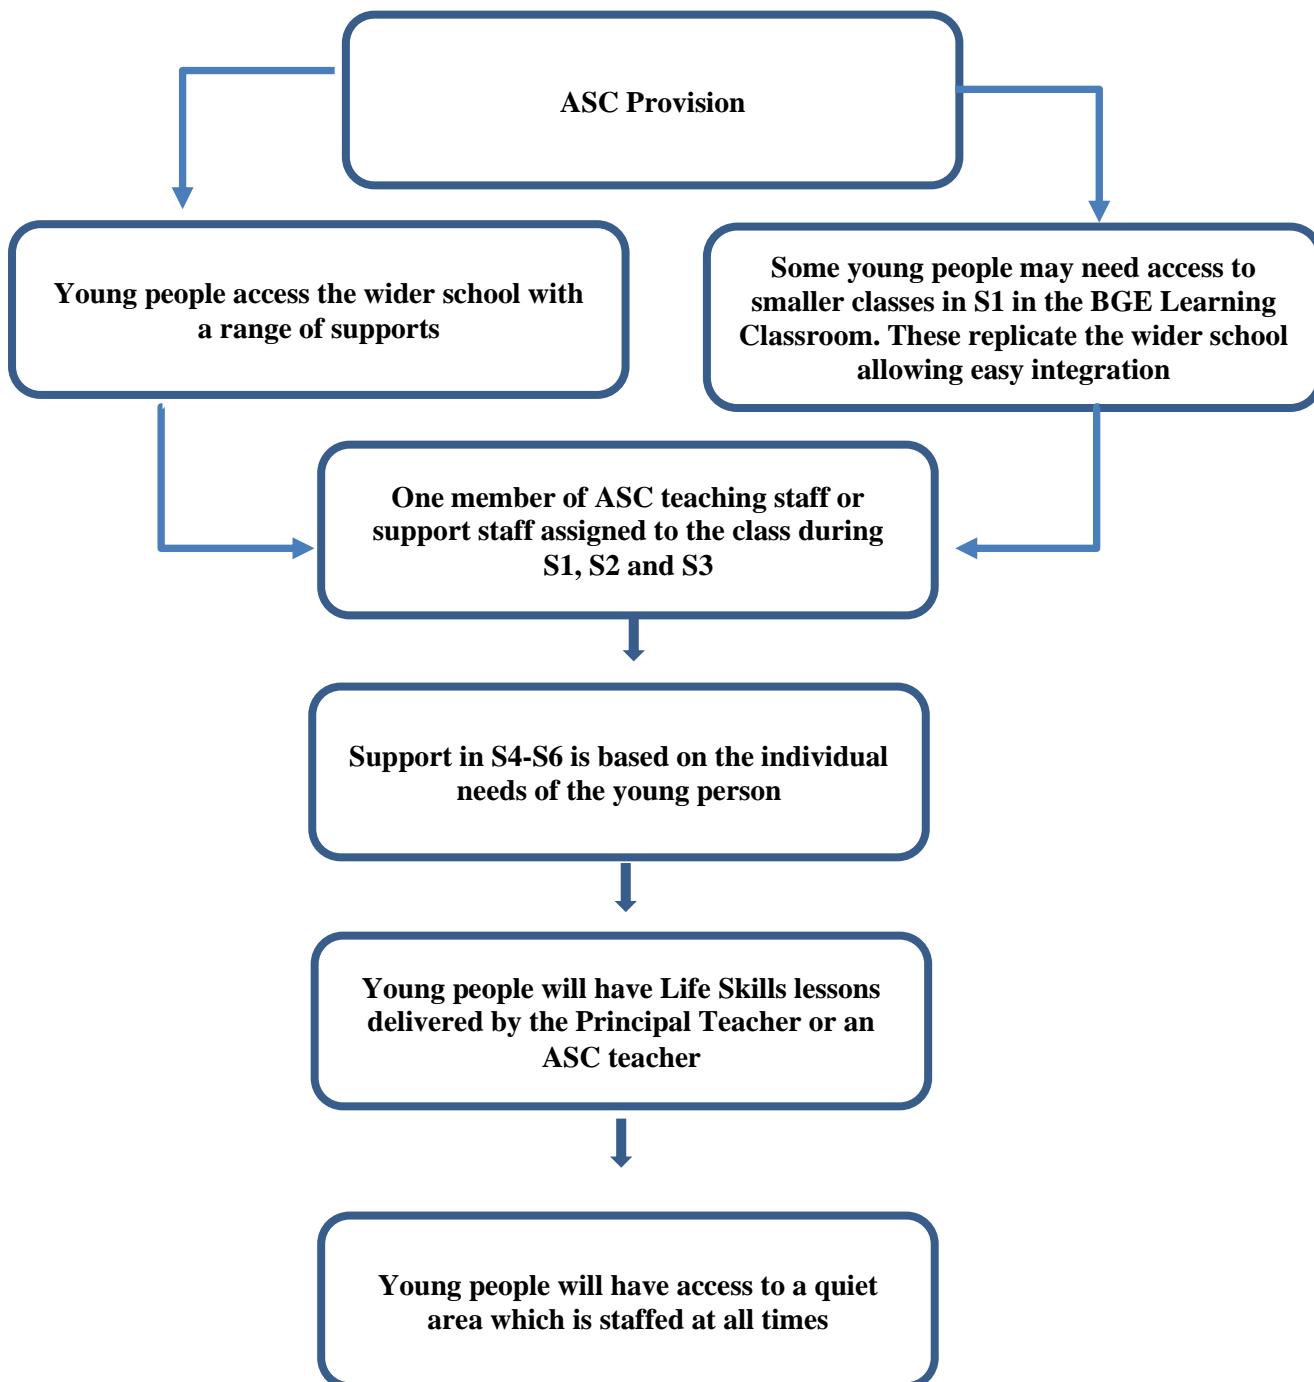 ASC Provision
Young people access the wider school with
a range of supports
Some young people may need access to
smaller classes in S1 in the BGE Learning
Classroom. These replicate the wider school
allowing easy integration
One member of ASC teaching staff or
support staff assigned to the class during
S1, S2 and S3
Support in S4-S6 is based on the individual
needs of the young person
Young people will have Life Skills lessons
delivered by the Principal Teacher or an
ASC teacher
Young people will have access to a quiet
area which is staffed at all times